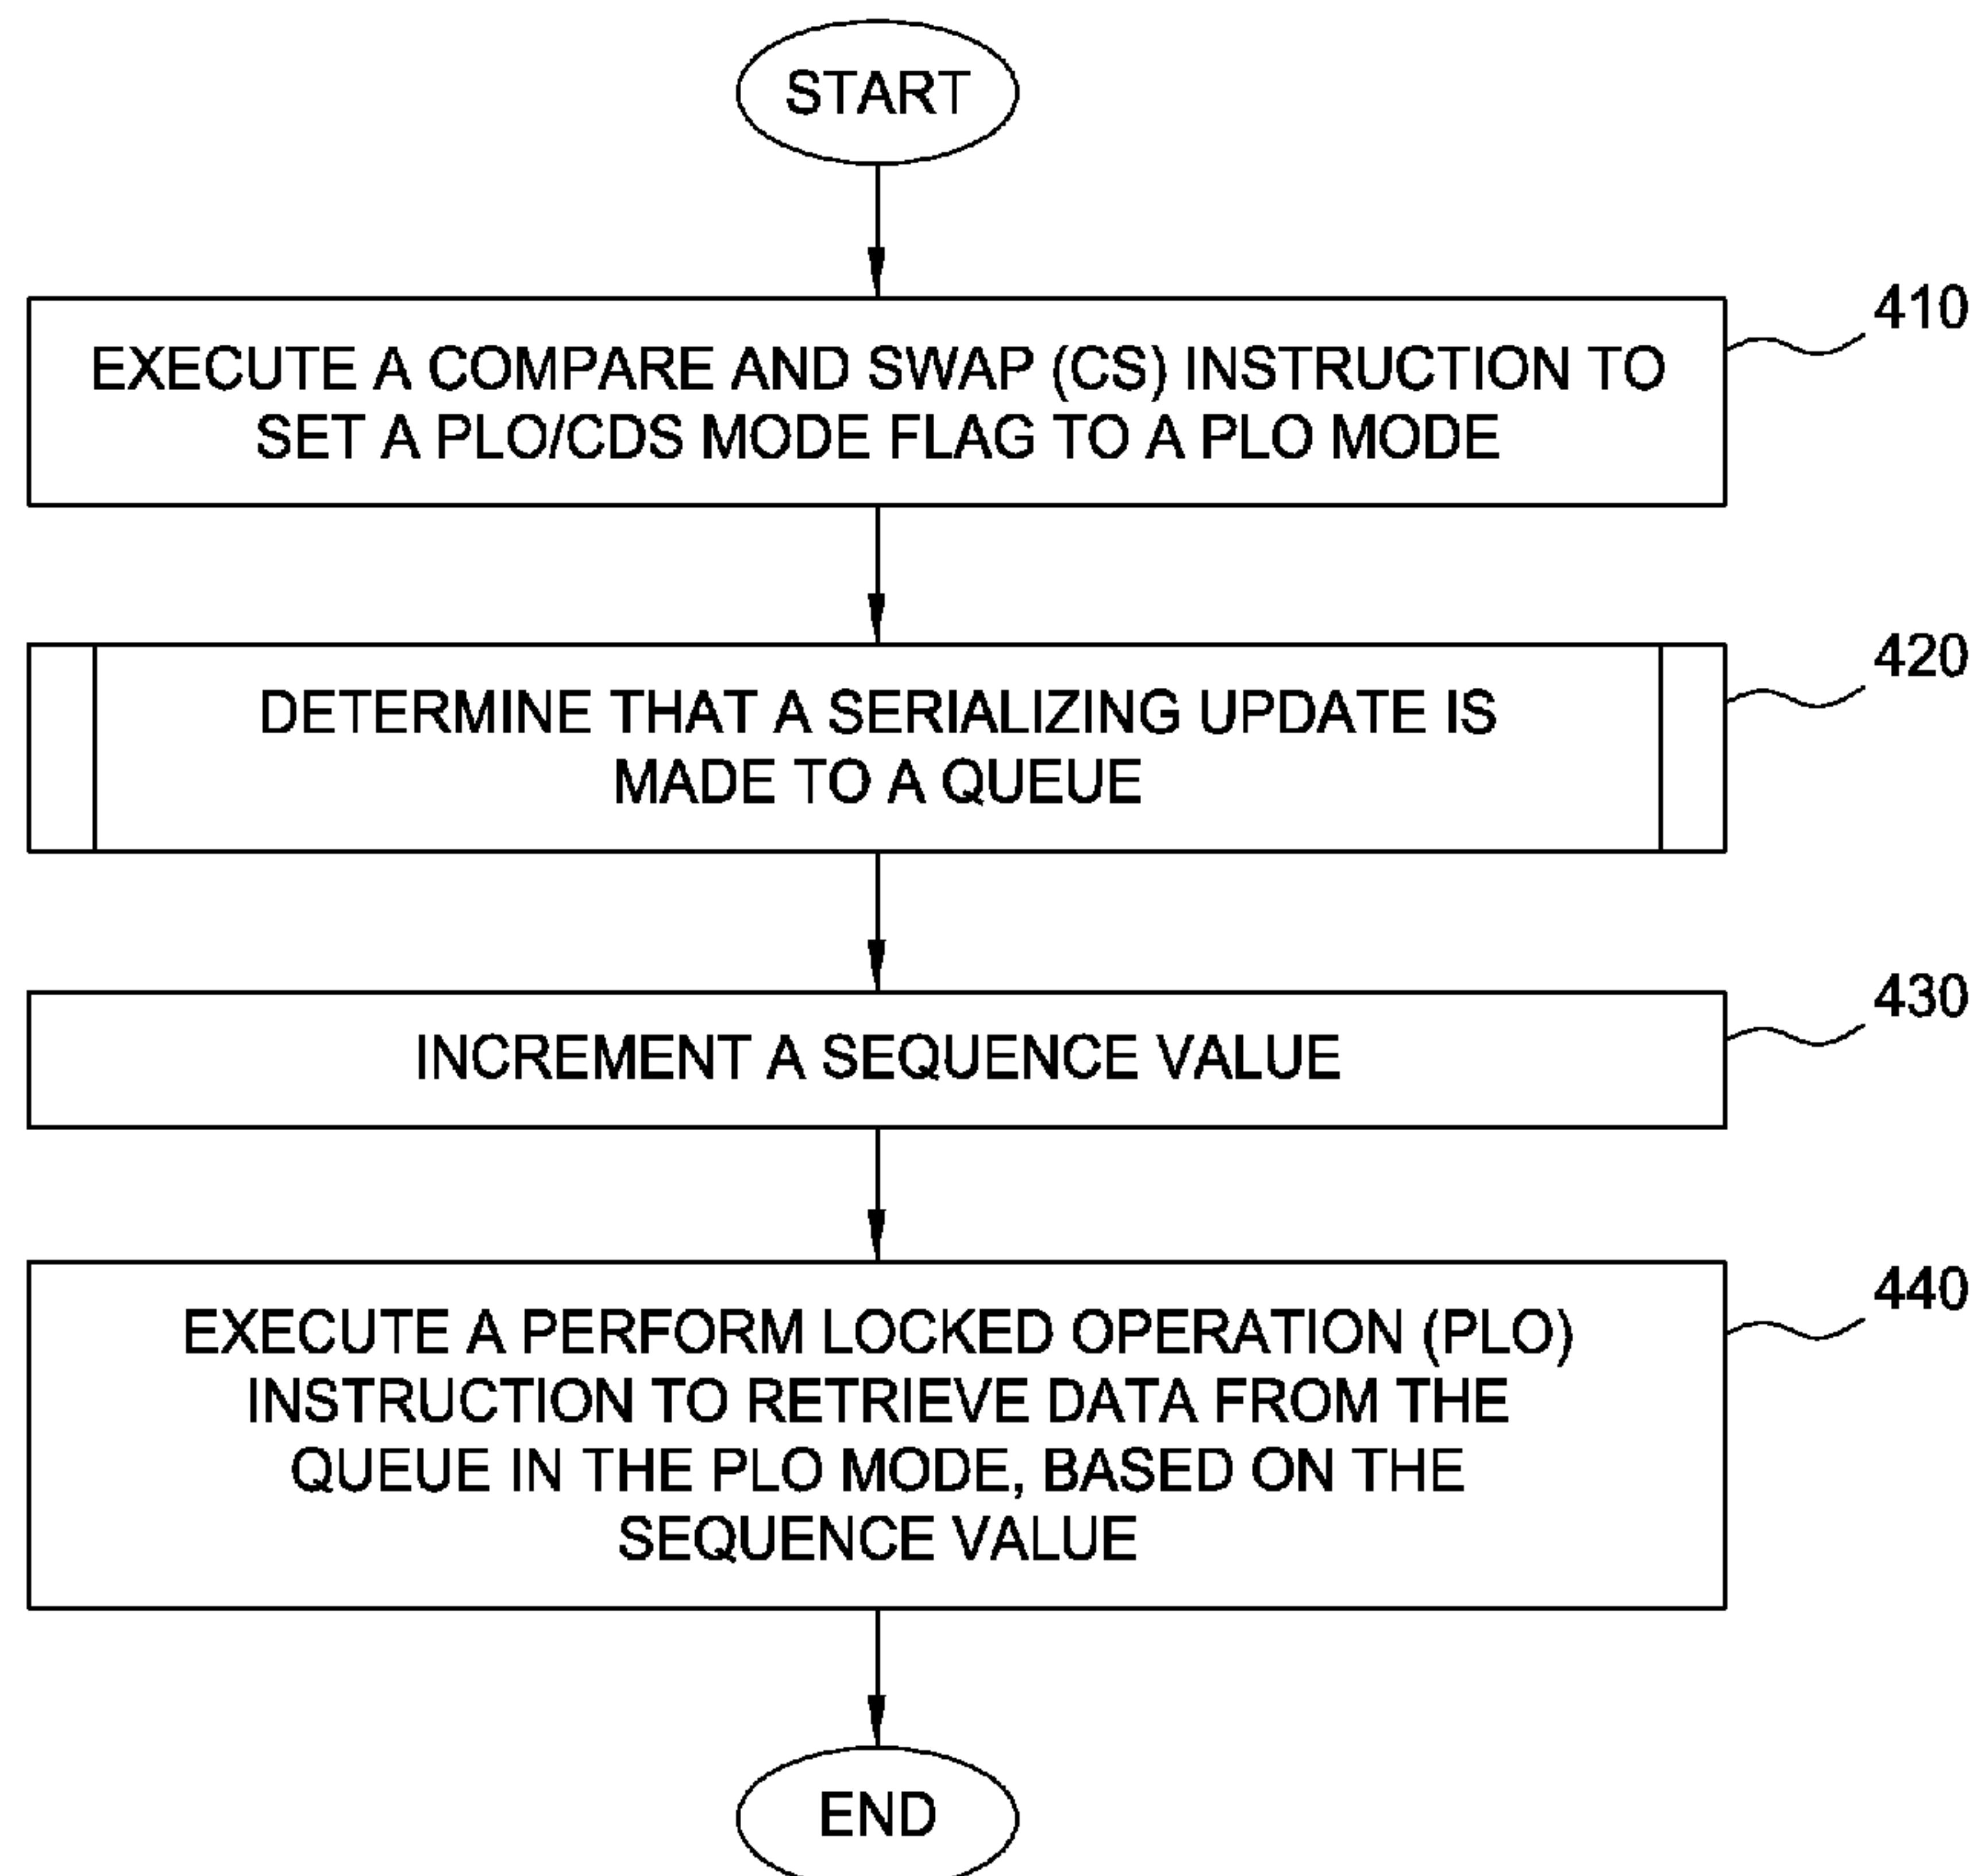 START
410
EXECUTE A COMPARE AND SWAP (CS) INSTRUCTION TO
SET A PLO/CDS MODE FLAG TO A PLO MODE
420
DETERMINE THAT A SERIALIZING UPDATE IS
MADE TO A QUEUE
430
INCREMENT A SEQUENCE VALUE
440
EXECUTE A PERFORM LOCKED OPERATION (PLO)
INSTRUCTION TO RETRIEVE DATA FROM THE
QUEUE IN THE PLO MODE, BASED ON THE
SEQUENCE VALUE
END